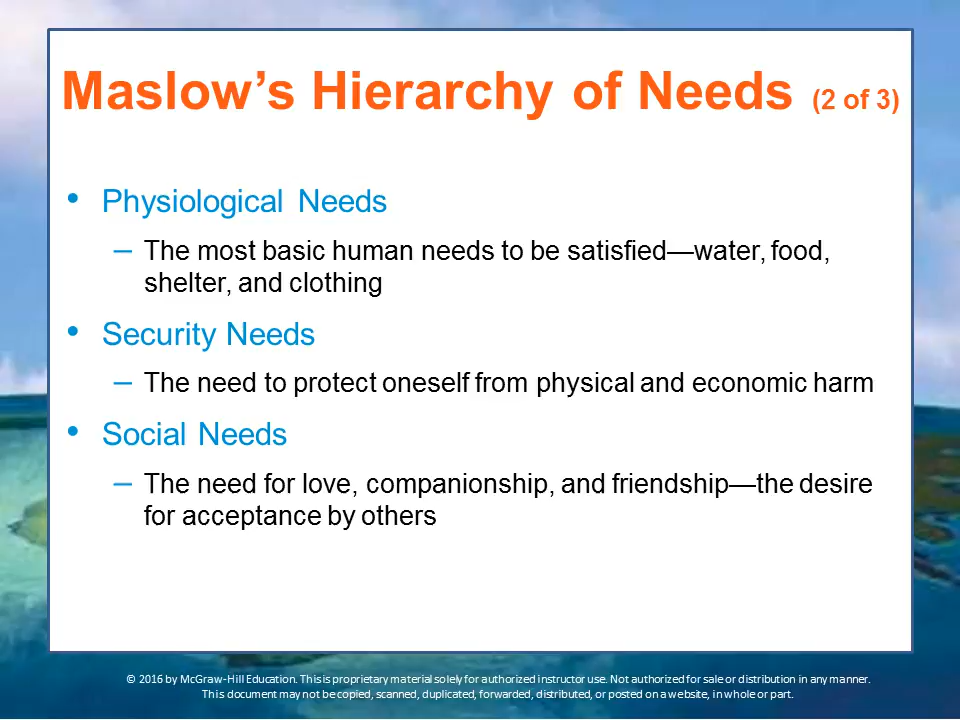 Maslow’s Hierarchy of Needs (2 of 3)
• Physiological Needs
– The most basic human needs to be satisfied—water, food,
shelter, and clothing
• Security Needs
– The need to protect oneself from physical and economic harm
• Social Needs
– The need for love, companionship, and friendship—the desire
for acceptance by others
© 2016 by McGraw-Hill Education. This is proprietary material solely for authorized instructor use. Not authorized for sale or distribution in any manner.
This document may not be copied, scanned, duplicated, forwarded, distributed, or posted on a website, in whole or part.